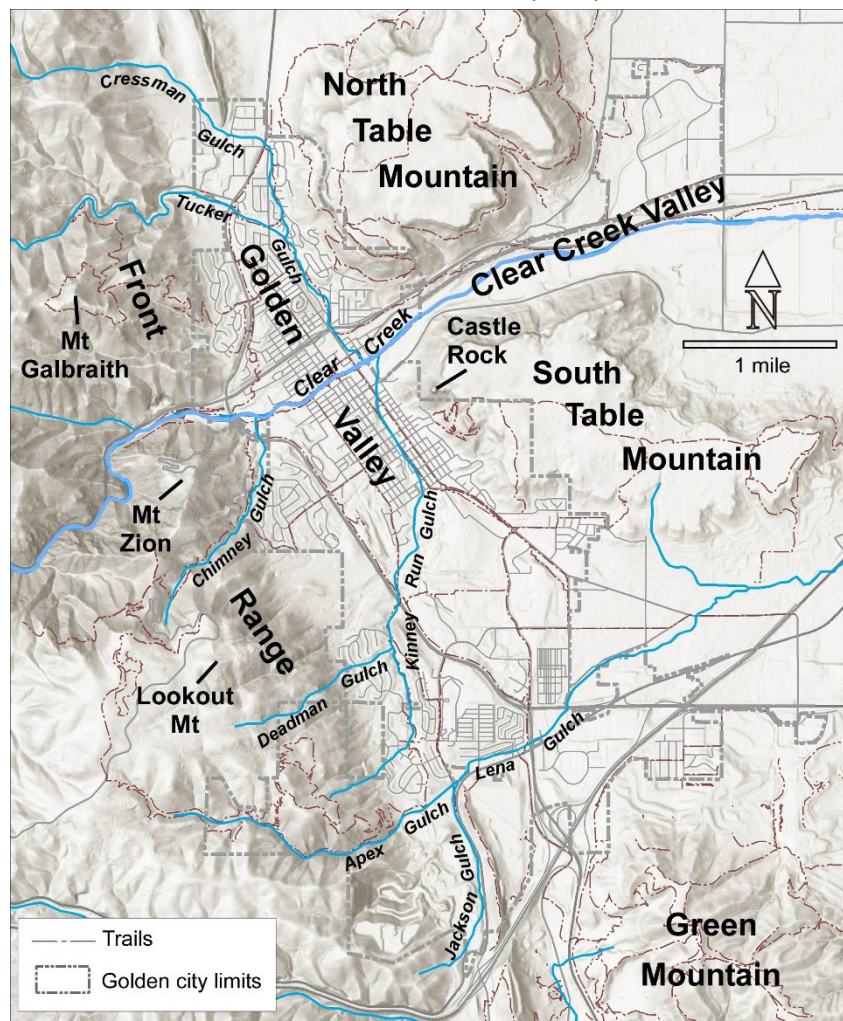 Cressman
Gulch
North
Table
Mountain
Tucker
Gulch
Clear Creek Valley
Front
Golden
N
Mt
Galbraith
Clear Creek
Castle
Rock
1 mile
South
Table
Mountain
Valley
Mt
Zion
Chimney Gulch
Kinney Run Gulch
Range
Lookout
Mt
Deadman Gulch
Lena Gulch
Apex Gulch
Jackson Gulch
Green
Mountain
Trails
Golden city limits